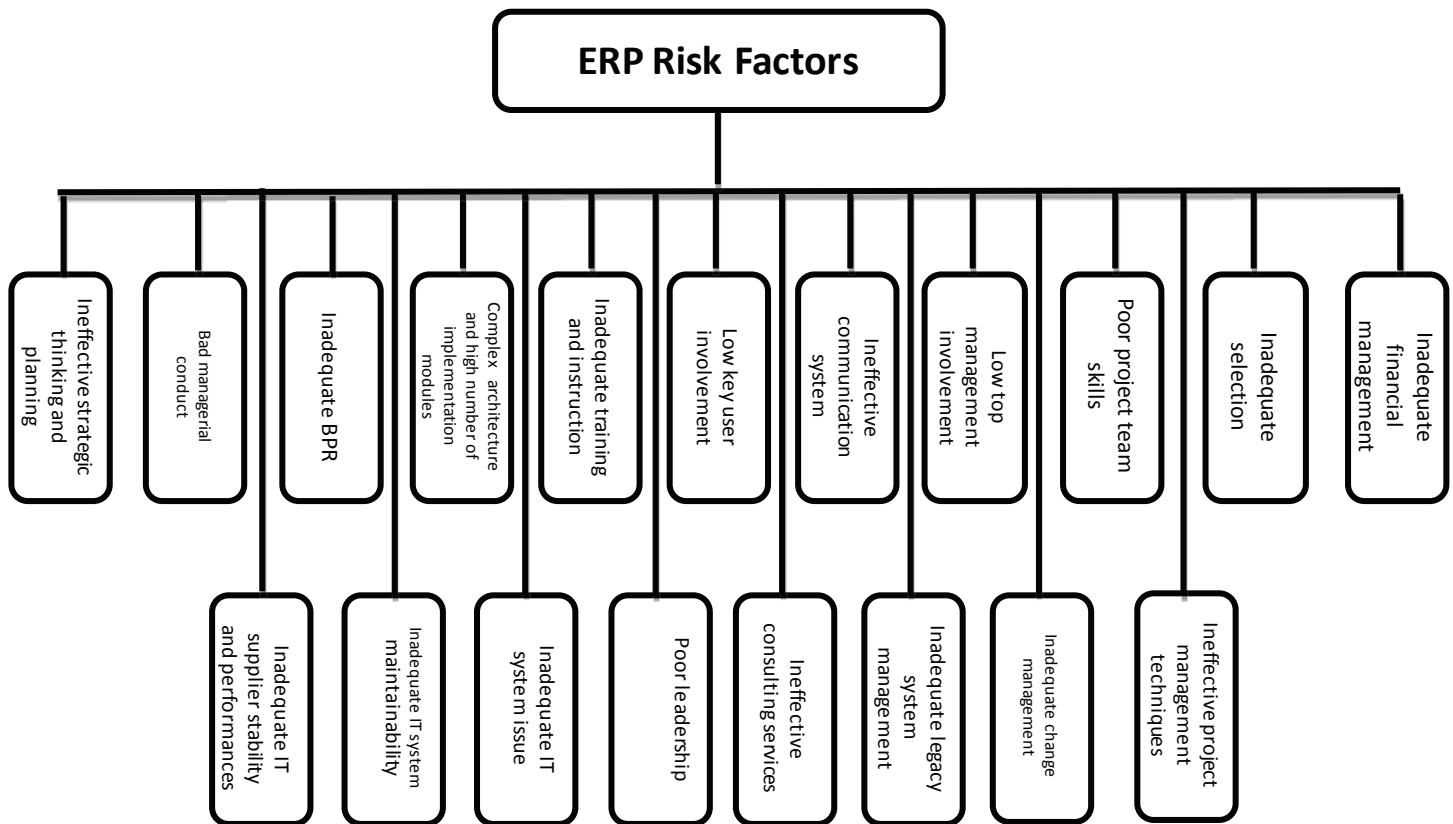 ERP Risk Factors
Ineffective strategic
thinking and
planning
Bad managerial
conduct
Inadequate BPR
Complex architecture
and high number of
implementation
modules
Inadequate training
and instruction
Low key user
involvement
Ineffective
communication
system
Low top
management
involvement
Poor project team
skills
Inadequate
selection
Inadequate
financial
management
Inadequate IT
supplier stability
and performances
Inadequate IT system
maintainability
Inadequate IT
system issue
Poor leadership
Ineffective
consulting services
Inadequate legacy
system
management
Inadequate change
management
Ineffective project
management
techniques